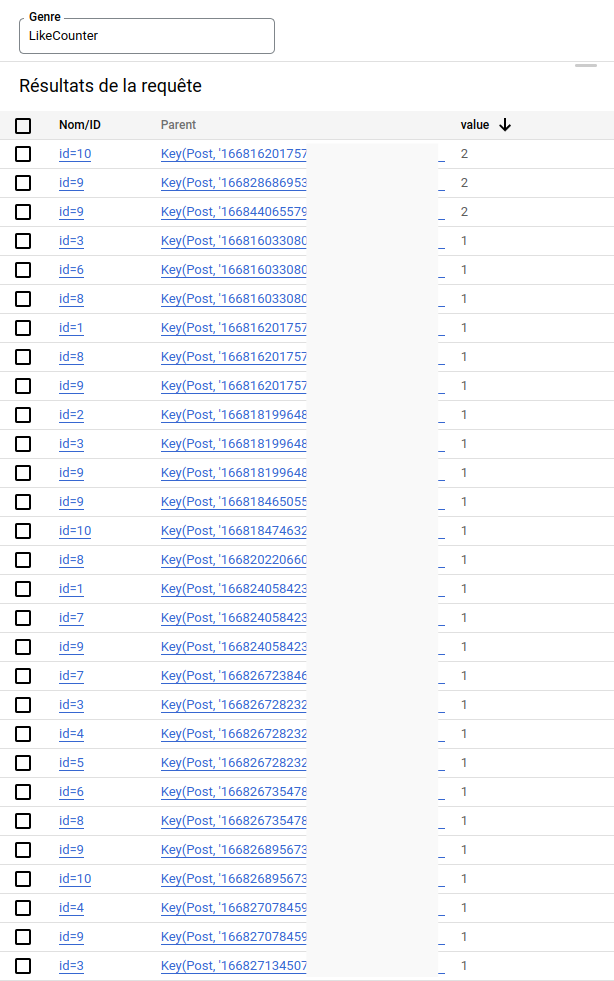 Genre
LikeCounter
Résultats de la requête
Nom/ID Parent value
id=10 Key(Post, '166816201757 2
id=9 Key(Post, '166828686953 2
id=9 Key(Post, '166844065579 2
id=3 Key(Post, '166816033080 1
id=6 Key(Post, '166816033080 1
id=8 Key(Post, '166816033080 1
id=1 Key(Post, '166816201757 1
id=8 Key(Post, '166816201757 1
id=9 Key(Post, '166816201757 1
id=2 Key(Post, '166818199648 1
id=3 Key(Post, '166818199648 1
id=9 Key(Post, '166818199648 1
id=9 Key(Post, '166818465055 1
id=10 Key(Post, '166818474632 1
id=8 Key(Post, '166820220660 1
id=1 Key(Post, '166824058423 1
id=7 Key(Post, '166824058423 1
id=9 Key(Post, '166824058423 1
id=7 Key(Post, '166826723846 1
id=3 Key(Post, '166826728232 1
id=4 Key(Post, '166826728232 1
id=5 Key(Post, '166826728232 1
id=6 Key(Post, '166826735478 1
id=8 Key(Post, '166826735478 1
id=9 Key(Post, '166826895673 1
id=10 Key(Post, '166826895673 1
id=4 Key(Post, '166827078459 1
id=9 Key(Post, '166827078459 1
id=3 Key(Post, '166827134507 1